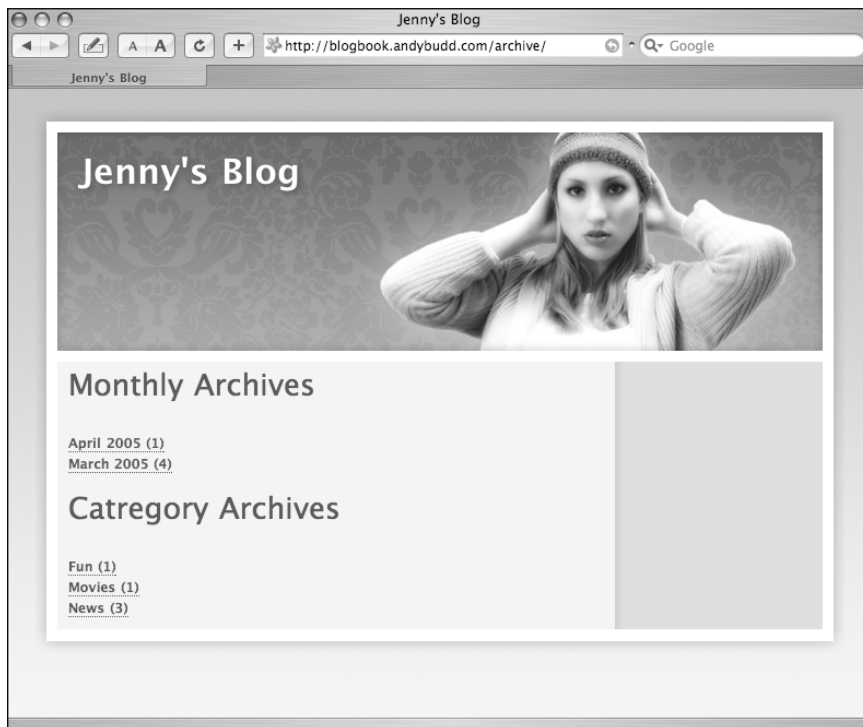 Jenny's Blog
A A
http://blogbook.andybudd.com/archive/
Google
Jenny's Blog
Jenny's Blog
Monthly Archives
April 2005 (1)
March 2005 (4)
Catregory Archives
Fun (1)
Movies (1)
News (3)